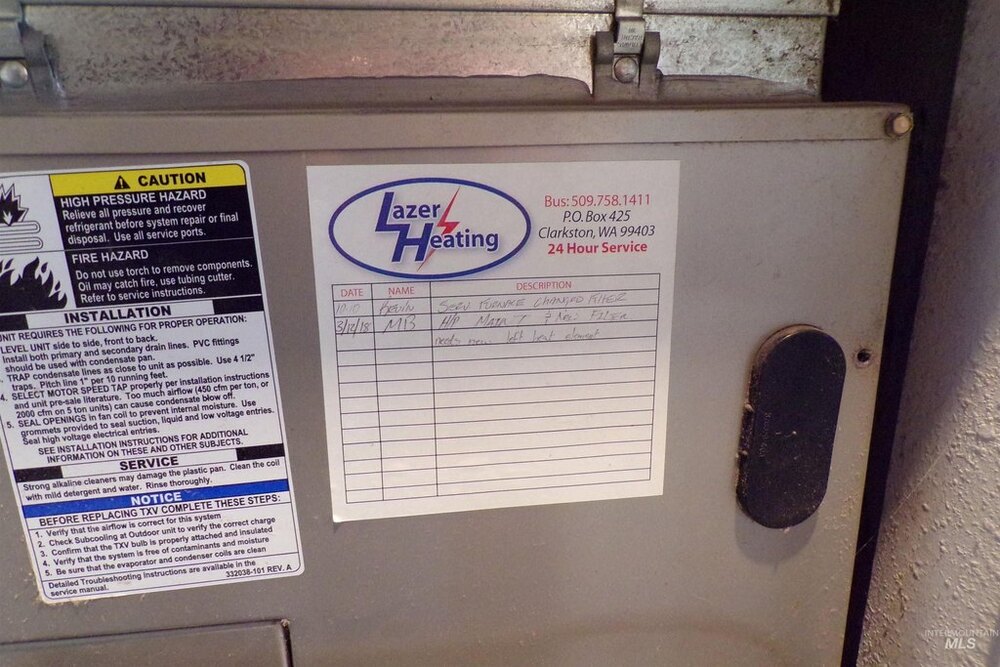 CAUTION
HIGH PRESSURE HAZARD
Relieve all pressure and recover
refrigerant before system repair or final
disposal. Use all service ports.
FIRE HAZARD
Do not use torch to remove components.
Oil may catch fire, use tubing cutter.
Refer to service instructions.
INSTALLATION
UNIT REQUIRES THE FOLLOWING FOR PROPER OPERATION:
LEVEL UNIT side to side, front to back.
Install both primary and secondary drain lines. PVC fittings
should be used with condensate pan.
TRAP condensate lines as close to unit as possible. Use 4 1/2"
traps. Pitch line 1" per 10 running feet.
4. SELECT MOTOR SPEED TAP properly per installation instructions
and unit pre-sale literature. Too much airflow (450 cfm per ton, or
2000 cfm on 5 ton units) can cause condensate blow off.
5. SEAL OPENINGS in fan coil to prevent internal moisture. Use
grommets provided to seal suction, liquid and low voltage entries.
Seal high voltage electrical entries.
SEE INSTALLATION INSTRUCTIONS FOR ADDITIONAL
INFORMATION ON THESE AND OTHER SUBJECTS.
SERVICE
Strong alkaline cleaners may damage the plastic pan. Clean the coil
with mild detergent and water. Rinse thoroughly.
NOTICE
BEFORE REPLACING TXV COMPLETE THESE STEPS:
1. Verify that the airflow is correct for this system
2. Check Subcooling at Outdoor unit to verify the correct charge
3. Confirm that the TXV bulb is properly attached and insulated
4. Verify that the system is free of contaminants and moisture
5. Be sure that the evaporator and condenser coils are clean
Detailed Troubleshooting Instructions are available in the
service manual. 332038-101 REV. A
Lazer
Heating
Bus: 509.758.1411
P.O. Box 425
Clarkston, WA 99403
24 Hour Service
DATE NAME DESCRIPTION
10-10 Kevin SERV FURNACE CHANGED FILTER
3/12/18 M13 H/P MAINT & NEW FILTER
needs new left heat element
INTERMOUNTAIN
MLS